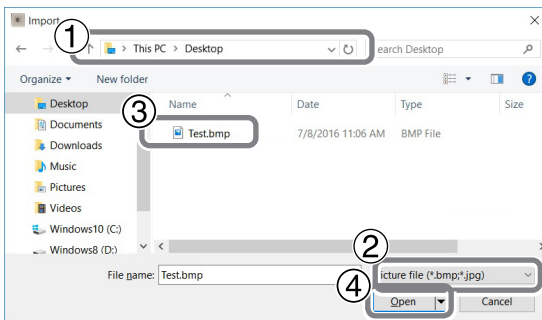 Import
1
This PC > Desktop
earch Desktop
Organize New folder
?
Desktop
Documents
Downloads
Music
Pictures
Videos
Windows10 (C:)
Windows8 (D:)
Name Date Type Size
3
Test.bmp 7/8/2016 11:06 AM BMP File
2
File name: Test.bmp
icture file (*.bmp;*.jpg)
4
Open Cancel